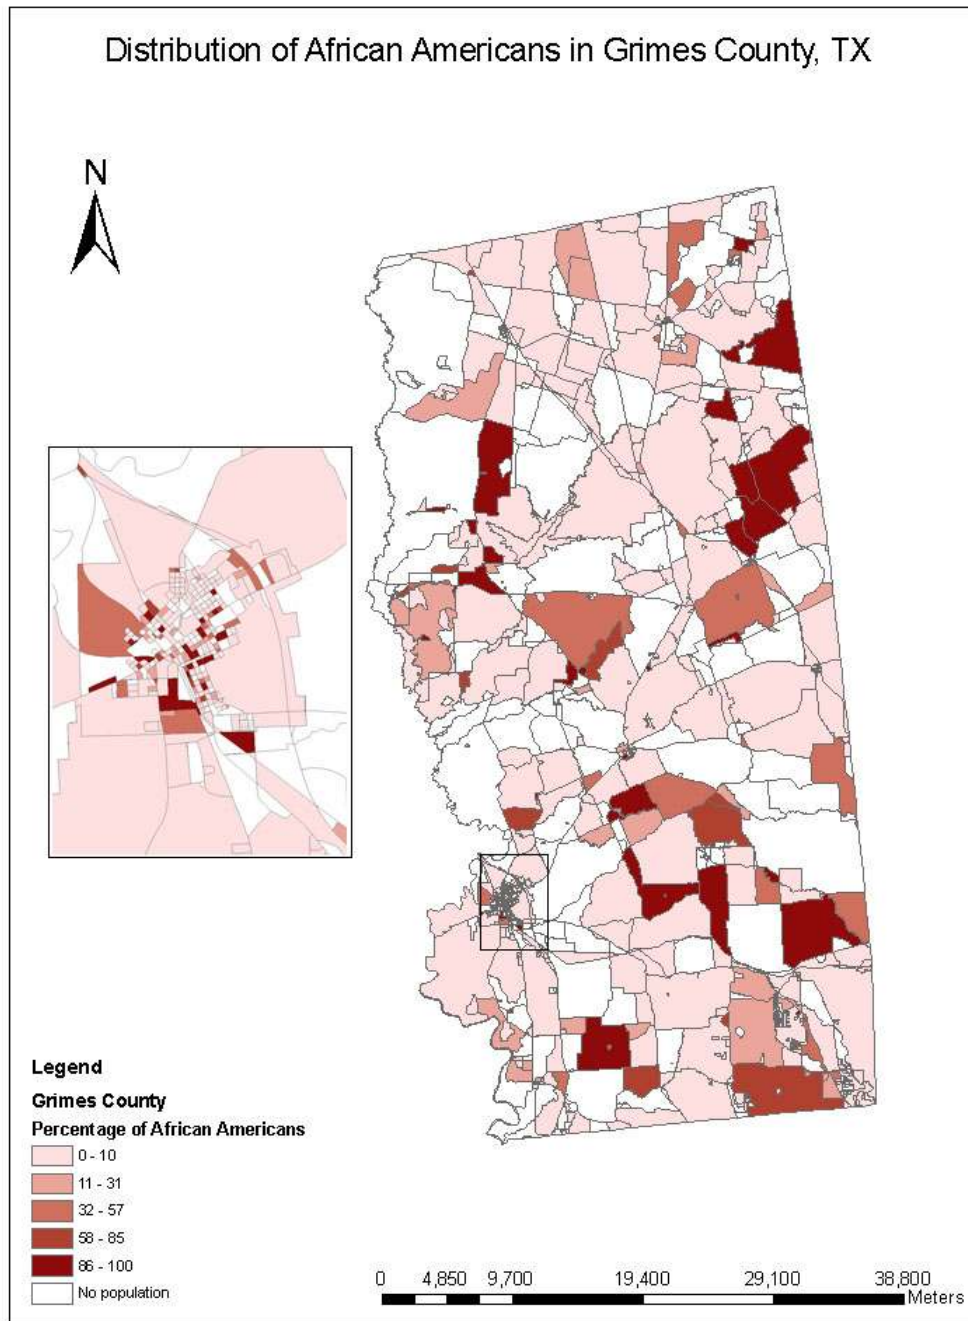 Distribution of African Americans in Grimes County, TX
N
Legend
Grimes County
Percentage of African Americans
0 - 10
11 - 31
32 - 57
58 - 85
86 - 100
No population
0 4,850 9,700 19,400 29,100 38,800
Meters